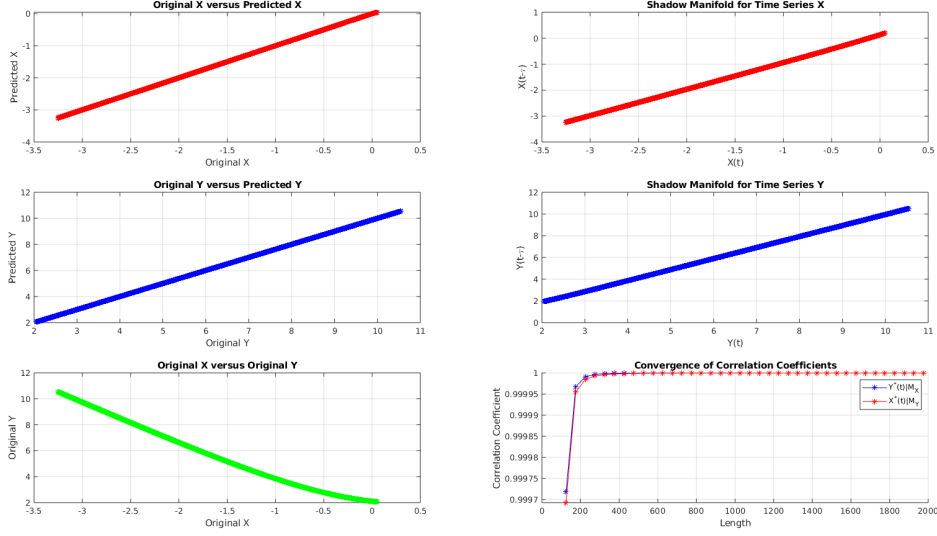 Original X versus Predicted X
Predicted X
0
-1
-2
-3
-4
-3.5 -3 -2.5 -2 -1.5 -1 -0.5 0 0.5
Original X
Shadow Manifold for Time Series X
X(t-τ)
1
0
-1
-2
-3
-4
-3.5 -3 -2.5 -2 -1.5 -1 -0.5 0 0.5
X(t)
Original Y versus Predicted Y
Predicted Y
12
10
8
6
4
2
2 3 4 5 6 7 8 9 10 11
Original Y
Shadow Manifold for Time Series Y
Y(t-τ)
12
10
8
6
4
2
0
2 3 4 5 6 7 8 9 10 11
Y(t)
Original X versus Original Y
Original Y
12
10
8
6
4
2
-3.5 -3 -2.5 -2 -1.5 -1 -0.5 0 0.5
Original X
Convergence of Correlation Coefficients
Correlation Coefficient
1
0.99995
0.9999
0.99985
0.9998
0.99975
0.9997
Y*(t)|M_X
X*(t)|M_Y
0 200 400 600 800 1000 1200 1400 1600 1800 2000
Length